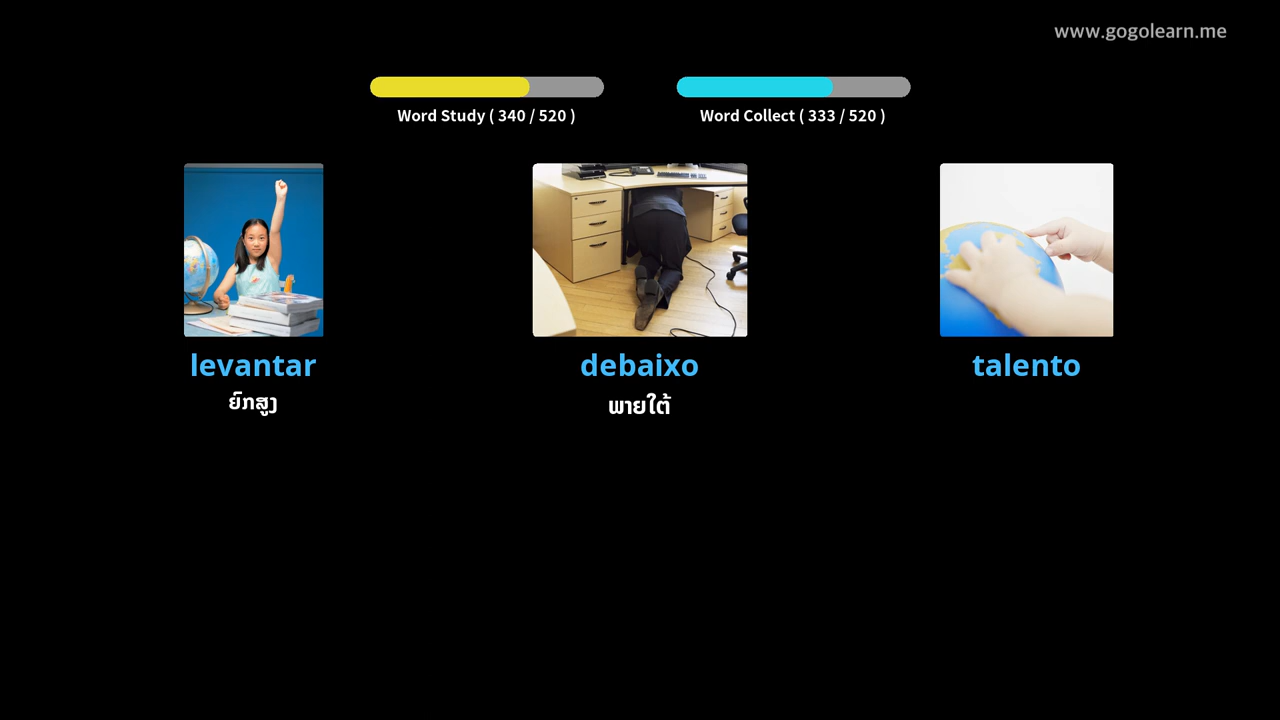 www.gogolearn.me
Word Study ( 340 / 520 )
Word Collect ( 333 / 520 )
levantar
debaixo
talento
ຍົກສູງ
ພາຍໃຕ້